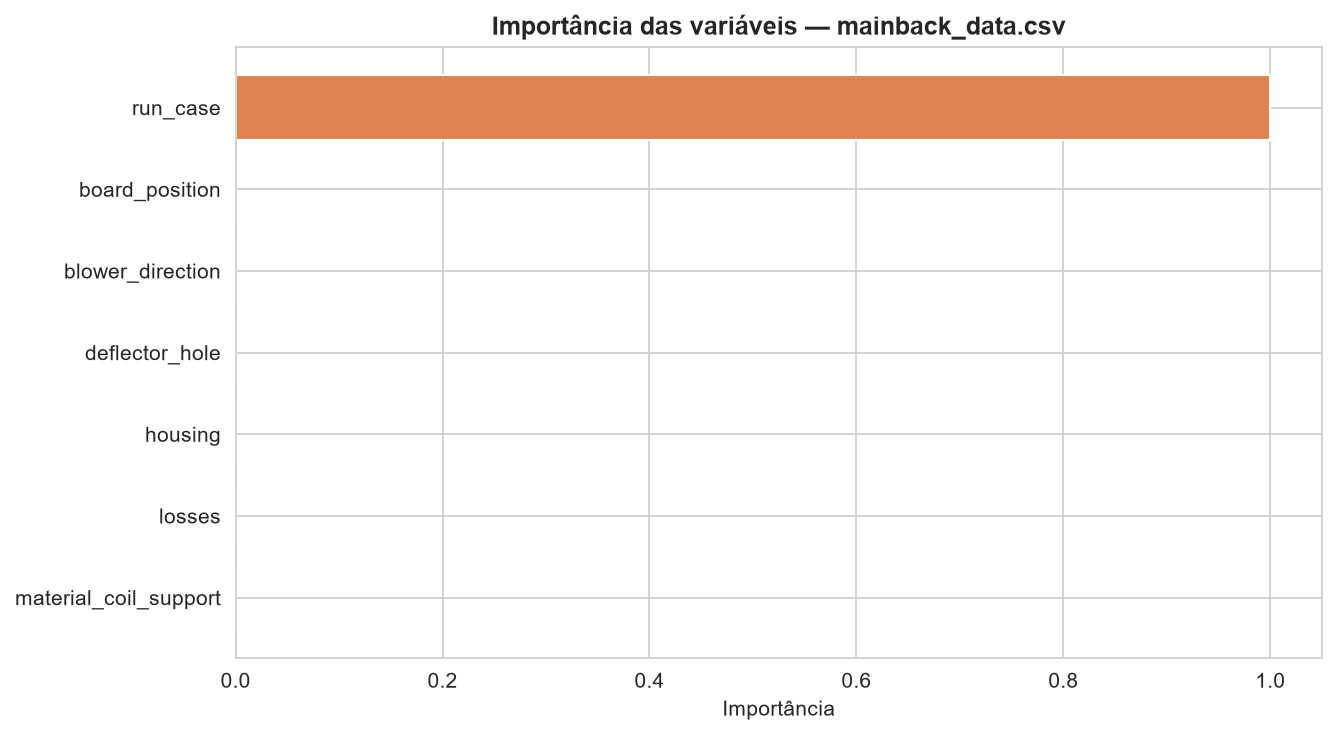 Importância das variáveis — mainback_data.csv
run_case
board_position
blower_direction
deflector_hole
housing
losses
material_coil_support
0.0 0.2 0.4 0.6 0.8 1.0
Importância